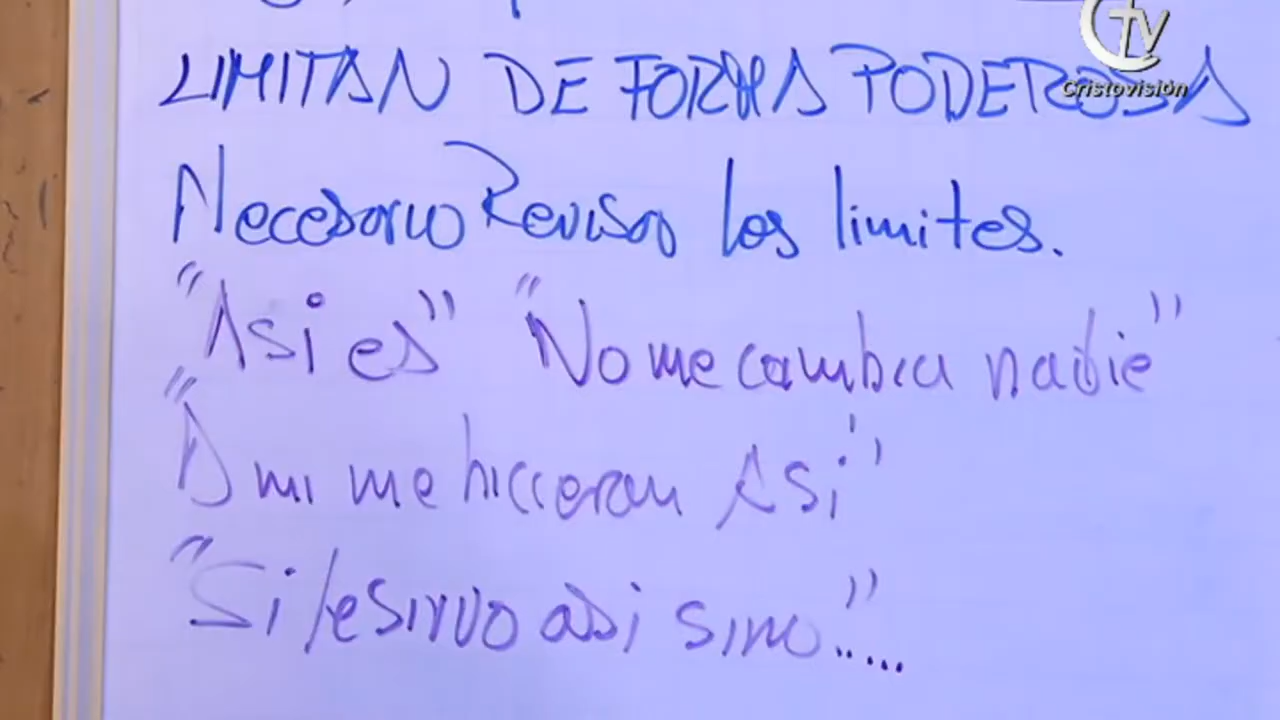 CTV
Cristovisión
LIMITAN DE FORMA PODEROSA
Necesario Revisar los limites.
"Asi es" "No me cambia nadie"
"A mi me hicieron Asi"
"Si le sirvo asi sino....."